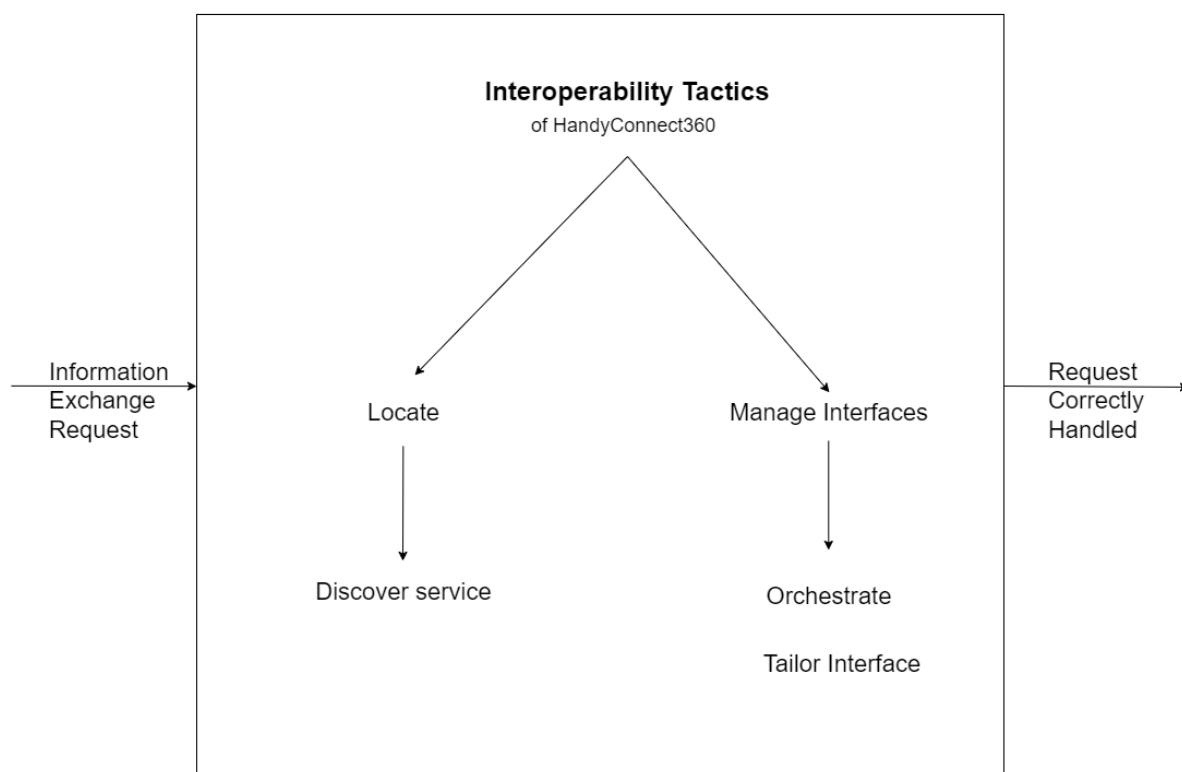 Interoperability Tactics
of HandyConnect360
Information
Exchange
Request
Locate
Manage Interfaces
Request
Correctly
Handled
Discover service
Orchestrate
Tailor Interface